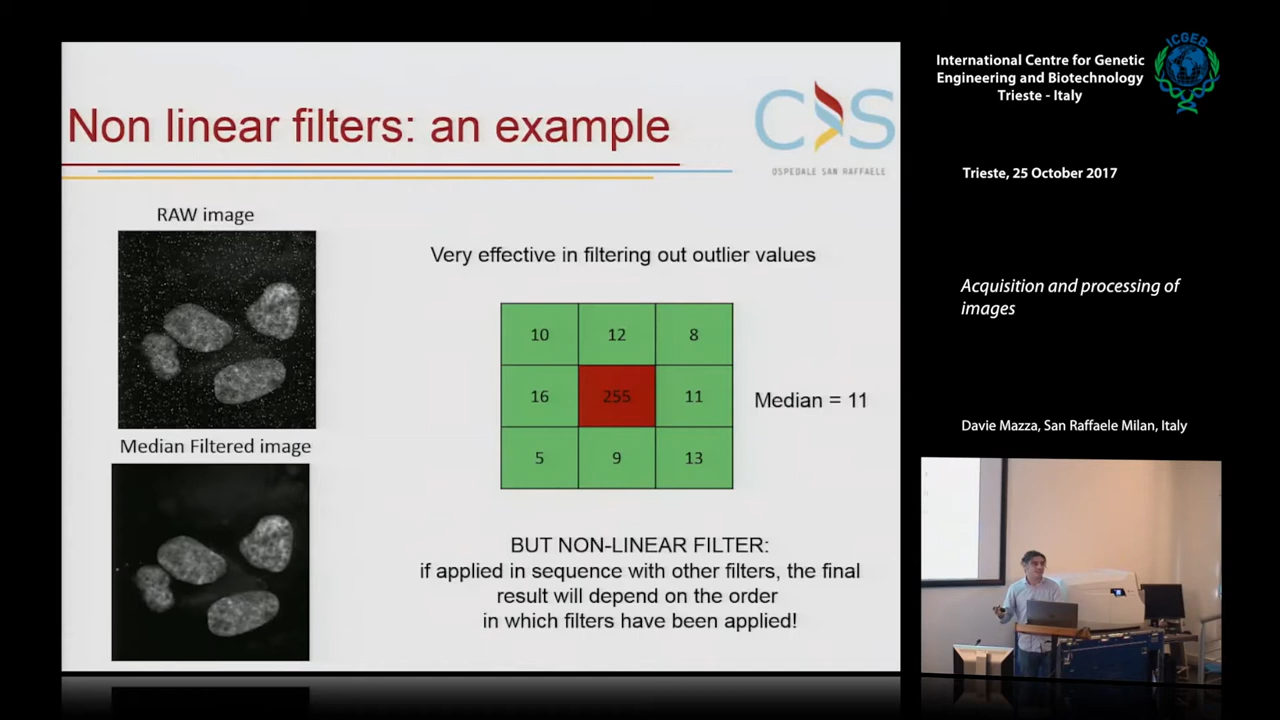 Non linear filters: an example
OSPEDALE SAN RAFFAELE
RAW image
Median Filtered image
Very effective in filtering out outlier values
10 12 8
16 255 11
5 9 13
Median = 11
BUT NON-LINEAR FILTER:
if applied in sequence with other filters, the final
result will depend on the order
in which filters have been applied!
International Centre for Genetic
Engineering and Biotechnology
Trieste - Italy
ICGEB
Trieste, 25 October 2017
Acquisition and processing of
images
Davie Mazza, San Raffaele Milan, Italy